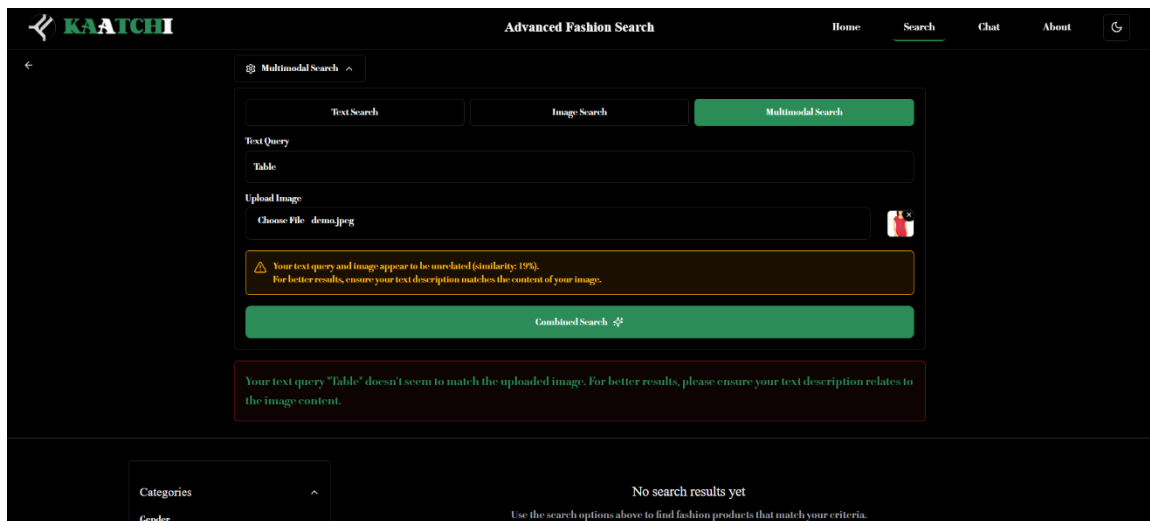 KAATCHI
Advanced Fashion Search
Home Search Chat About
Multimodal Search
Text Search Image Search Multimodal Search
Text Query
Table
Upload Image
Choose File demo.jpeg
Your text query and image appear to be unrelated (similarity: 19%).
For better results, ensure your text description matches the content of your image.
Combined Search
Your text query "Table" doesn't seem to match the uploaded image. For better results, please ensure your text description relates to
the image content.
Categories
No search results yet
Gender
Use the search options above to find fashion products that match your criteria.